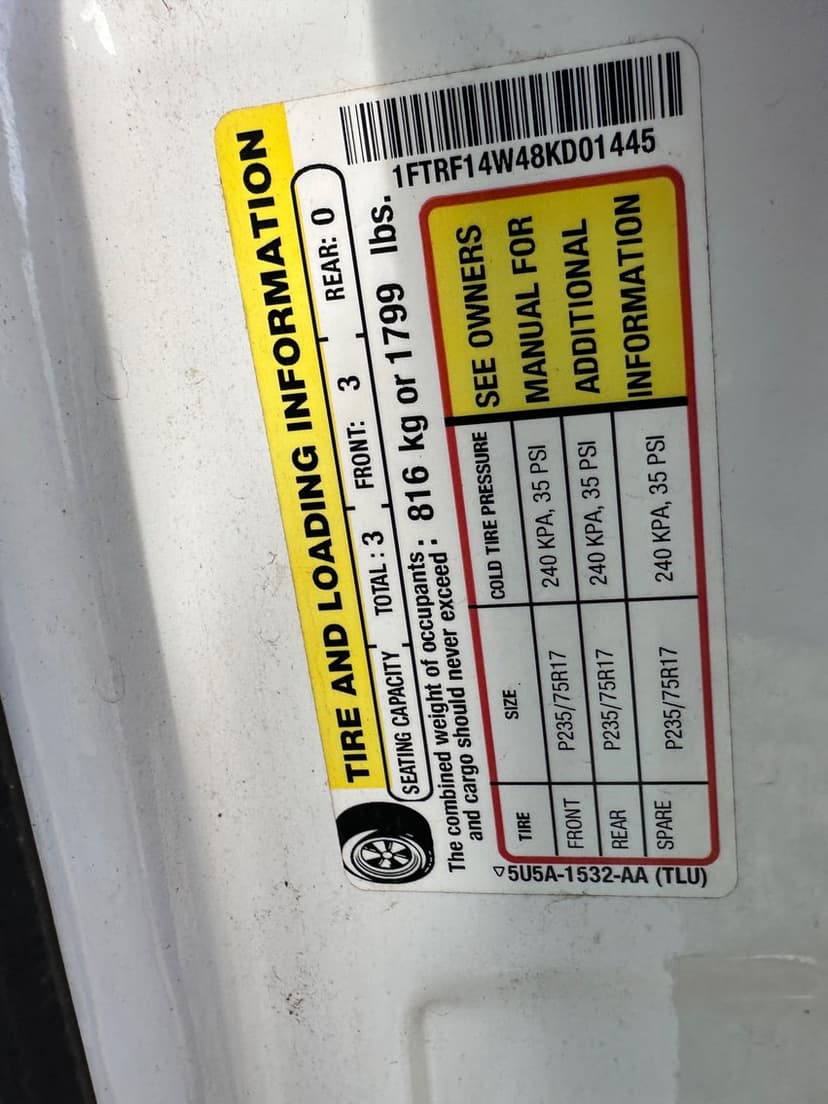 TIRE AND LOADING INFORMATION
SEATING CAPACITY TOTAL : 3 FRONT: 3 REAR: 0
The combined weight of occupants
and cargo should never exceed : 816 kg or 1799 lbs.
1FTRF14W48KD01445
TIRE SIZE COLD TIRE PRESSURE
FRONT P235/75R17 240 KPA, 35 PSI
REAR P235/75R17 240 KPA, 35 PSI
SPARE P235/75R17 240 KPA, 35 PSI
SEE OWNERS
MANUAL FOR
ADDITIONAL
INFORMATION
5U5A-1532-AA (TLU)